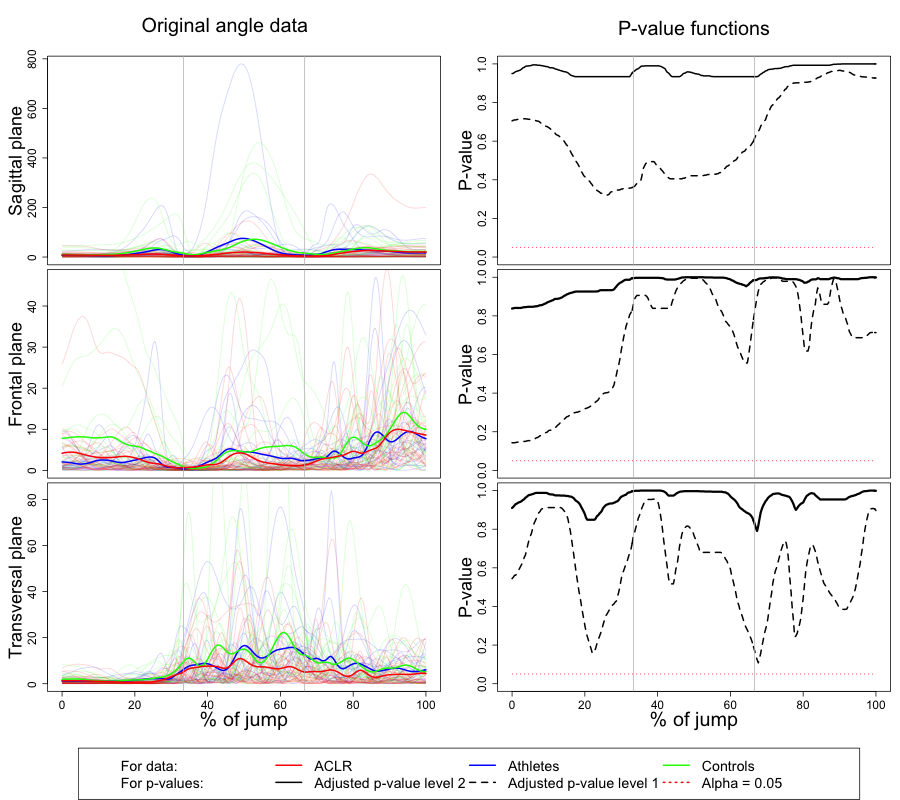 Original angle data
P-value functions
Sagittal plane
0 200 400 600 800
P-value
0.0 0.2 0.4 0.6 0.8 1.0
Frontal plane
0 10 20 30 40
P-value
0.0 0.2 0.4 0.6 0.8 1.0
Transversal plane
0 20 40 60 80
P-value
0.0 0.2 0.4 0.6 0.8 1.0
0 20 40 60 80 100
0 20 40 60 80 100
% of jump
% of jump
For data: ACLR Athletes Controls
For p-values: Adjusted p-value level 2 Adjusted p-value level 1 Alpha = 0.05